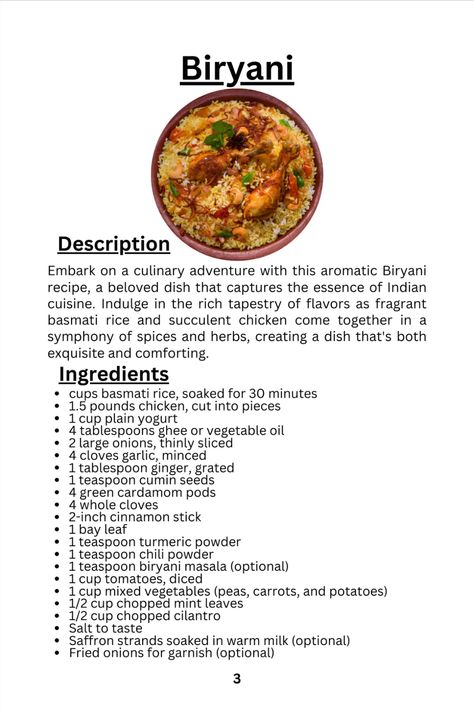 Biryani
Description
Embark on a culinary adventure with this aromatic Biryani
recipe, a beloved dish that captures the essence of Indian
cuisine. Indulge in the rich tapestry of flavors as fragrant
basmati rice and succulent chicken come together in a
symphony of spices and herbs, creating a dish that's both
exquisite and comforting.
Ingredients
• cups basmati rice, soaked for 30 minutes
• 1.5 pounds chicken, cut into pieces
• 1 cup plain yogurt
• 4 tablespoons ghee or vegetable oil
• 2 large onions, thinly sliced
• 4 cloves garlic, minced
• 1 tablespoon ginger, grated
• 1 teaspoon cumin seeds
• 4 green cardamom pods
• 4 whole cloves
• 2-inch cinnamon stick
• 1 bay leaf
• 1 teaspoon turmeric powder
• 1 teaspoon chili powder
• 1 teaspoon biryani masala (optional)
• 1 cup tomatoes, diced
• 1 cup mixed vegetables (peas, carrots, and potatoes)
• 1/2 cup chopped mint leaves
• 1/2 cup chopped cilantro
• Salt to taste
• Saffron strands soaked in warm milk (optional)
• Fried onions for garnish (optional)
3